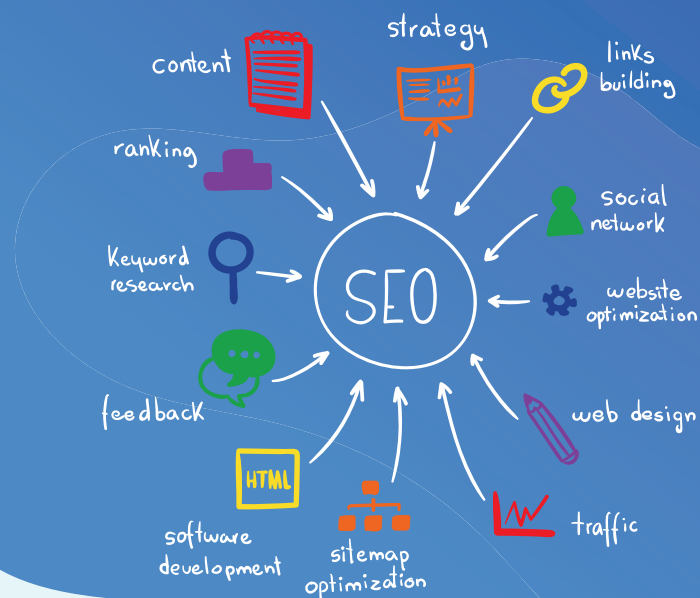 strategy
content
links
building
ranking
social
network
Keyword
research
SEO
website
optimization
feedback
web design
HTML
software
development
sitemap
optimization
traffic